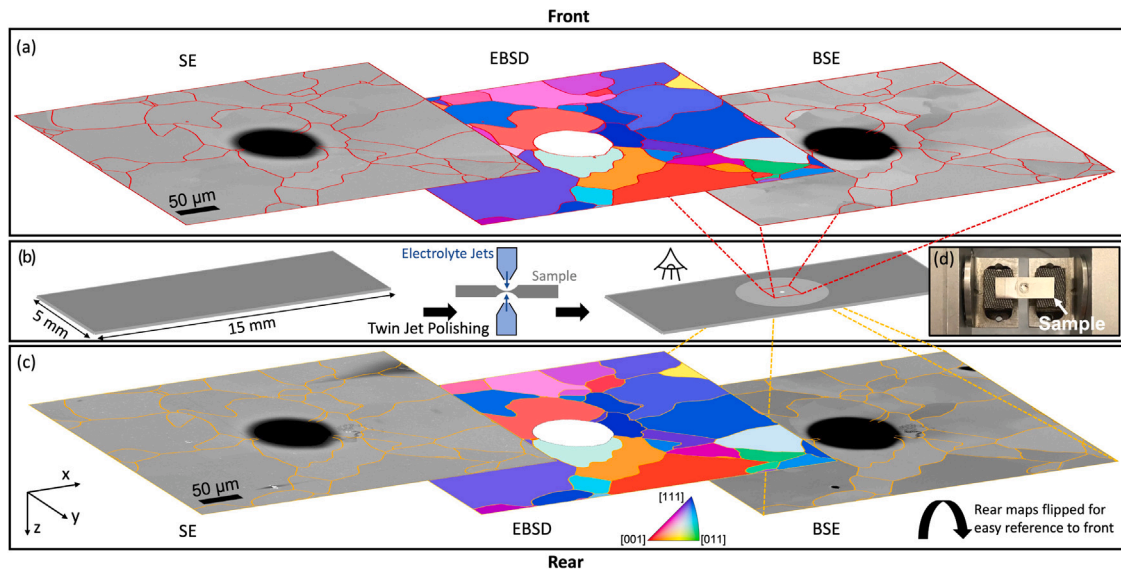 Front
(a)
SE
EBSD
BSE
50 µm
(b)
5 mm
15 mm
Electrolyte Jets
Sample
Twin Jet Polishing
(d)
Sample
(c)
50 µm
x
y
z
SE
EBSD
[111]
[001]
[011]
BSE
Rear maps flipped for
easy reference to front
Rear